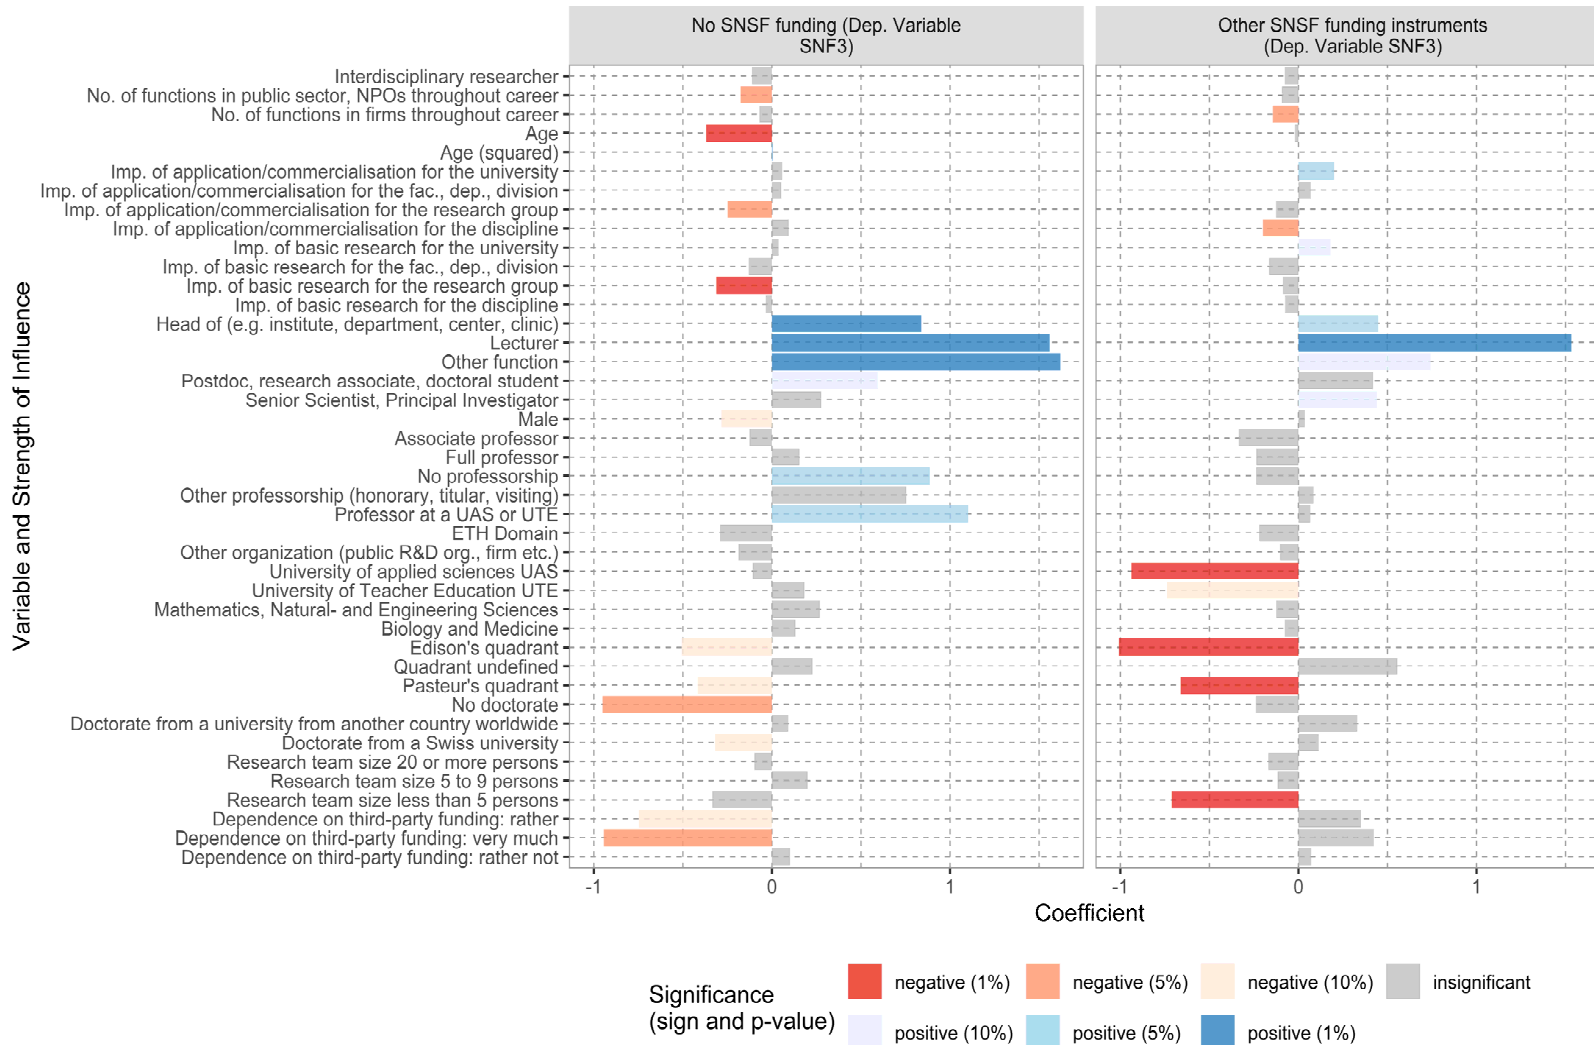 No SNSF funding (Dep. Variable
SNF3)
Other SNSF funding instruments
(Dep. Variable SNF3)
Variable and Strength of Influence
Interdisciplinary researcher
No. of functions in public sector, NPOs throughout career
No. of functions in firms throughout career
Age
Age (squared)
Imp. of application/commercialisation for the university
Imp. of application/commercialisation for the fac., dep., division
Imp. of application/commercialisation for the research group
Imp. of application/commercialisation for the discipline
Imp. of basic research for the university
Imp. of basic research for the fac., dep., division
Imp. of basic research for the research group
Imp. of basic research for the discipline
Head of (e.g. institute, department, center, clinic)
Lecturer
Other function
Postdoc, research associate, doctoral student
Senior Scientist, Principal Investigator
Male
Associate professor
Full professor
No professorship
Other professorship (honorary, titular, visiting)
Professor at a UAS or UTE
ETH Domain
Other organization (public R&D org., firm etc.)
University of applied sciences UAS
University of Teacher Education UTE
Mathematics, Natural- and Engineering Sciences
Biology and Medicine
Edison's quadrant
Quadrant undefined
Pasteur's quadrant
No doctorate
Doctorate from a university from another country worldwide
Doctorate from a Swiss university
Research team size 20 or more persons
Research team size 5 to 9 persons
Research team size less than 5 persons
Dependence on third-party funding: rather
Dependence on third-party funding: very much
Dependence on third-party funding: rather not
-1 0 1
-1 0 1
Coefficient
Significance
(sign and p-value)
negative (1%) negative (5%) negative (10%) insignificant
positive (10%) positive (5%) positive (1%)